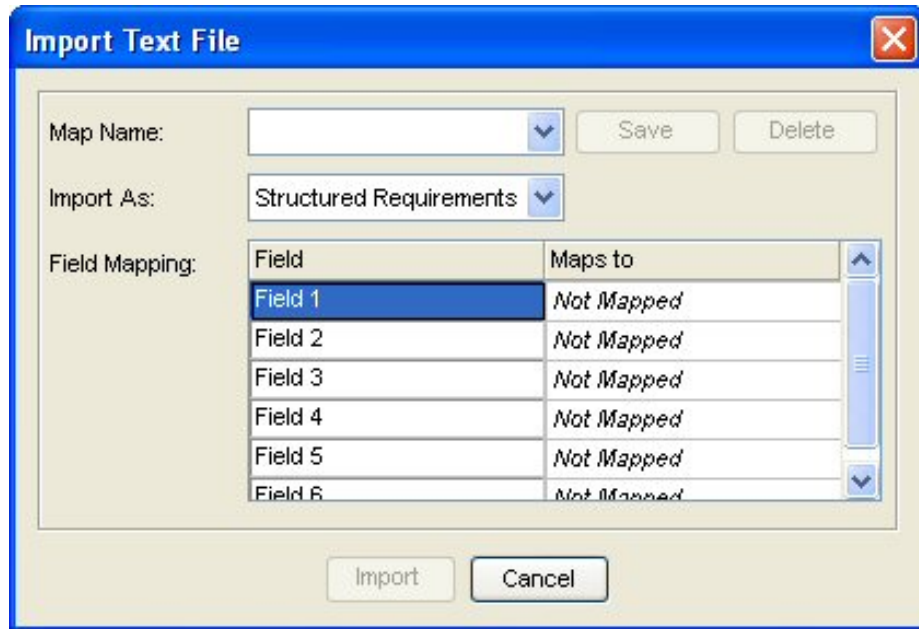 Import Text File
Map Name:
Save
Delete
Import As:
Structured Requirements
Field Mapping:
Field
Maps to
Field 1
Not Mapped
Field 2
Not Mapped
Field 3
Not Mapped
Field 4
Not Mapped
Field 5
Not Mapped
Field 6
Not Mapped
Import
Cancel